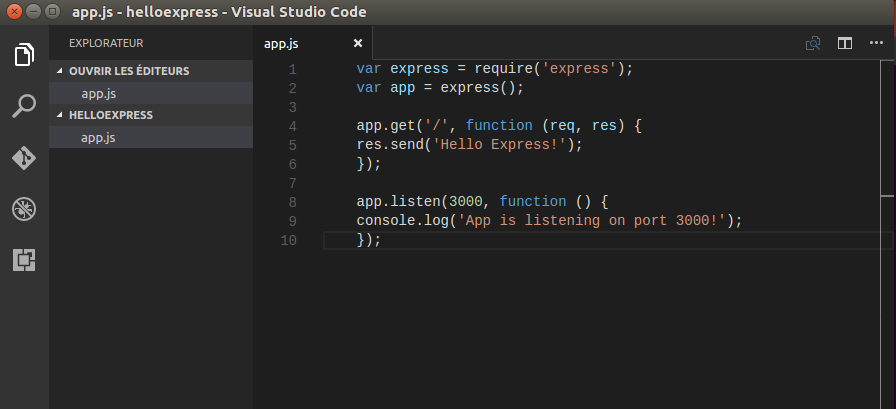 app.js - helloexpress - Visual Studio Code
EXPLORATEUR
OUVRIR LES ÉDITEURS
app.js
HELLOEXPRESS
app.js
app.js
1 var express = require('express');
2 var app = express();
3
4 app.get('/', function (req, res) {
5 res.send('Hello Express!');
6 });
7
8 app.listen(3000, function () {
9 console.log('App is listening on port 3000!');
10 });